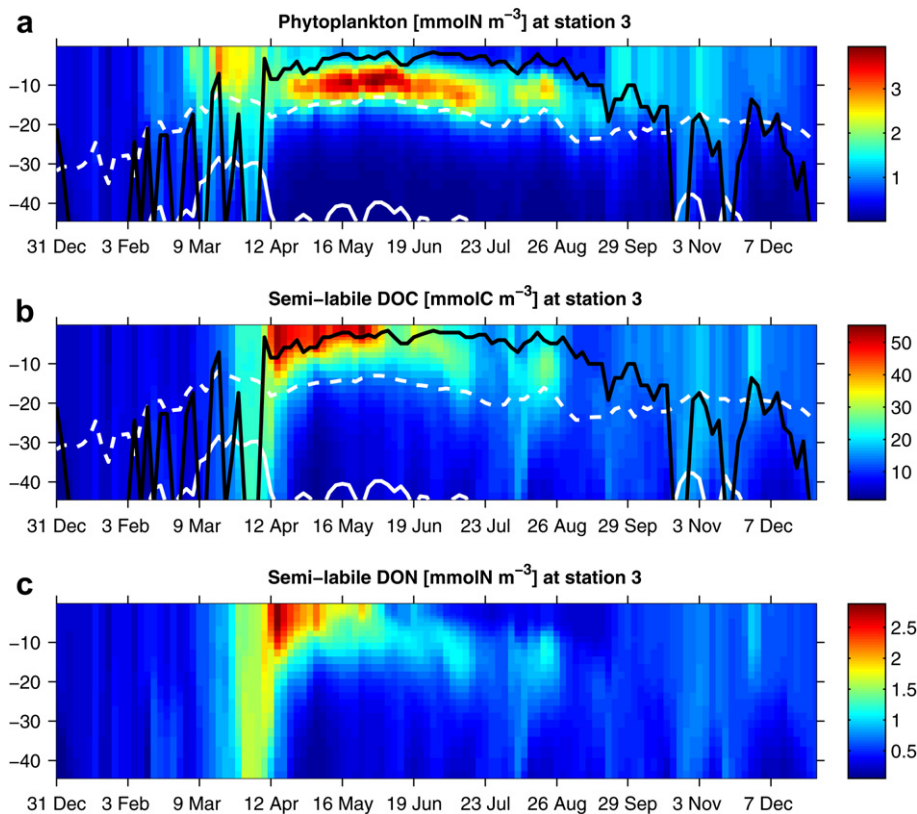 a
Phytoplankton [mmolN m⁻³] at station 3
-10
-20
-30
-40
31 Dec 3 Feb 9 Mar 12 Apr 16 May 19 Jun 23 Jul 26 Aug 29 Sep 3 Nov 7 Dec
3
2
1
b
Semi-labile DOC [mmolC m⁻³] at station 3
-10
-20
-30
-40
31 Dec 3 Feb 9 Mar 12 Apr 16 May 19 Jun 23 Jul 26 Aug 29 Sep 3 Nov 7 Dec
50
40
30
20
10
c
Semi-labile DON [mmolN m⁻³] at station 3
-10
-20
-30
-40
31 Dec 3 Feb 9 Mar 12 Apr 16 May 19 Jun 23 Jul 26 Aug 29 Sep 3 Nov 7 Dec
2.5
2
1.5
1
0.5